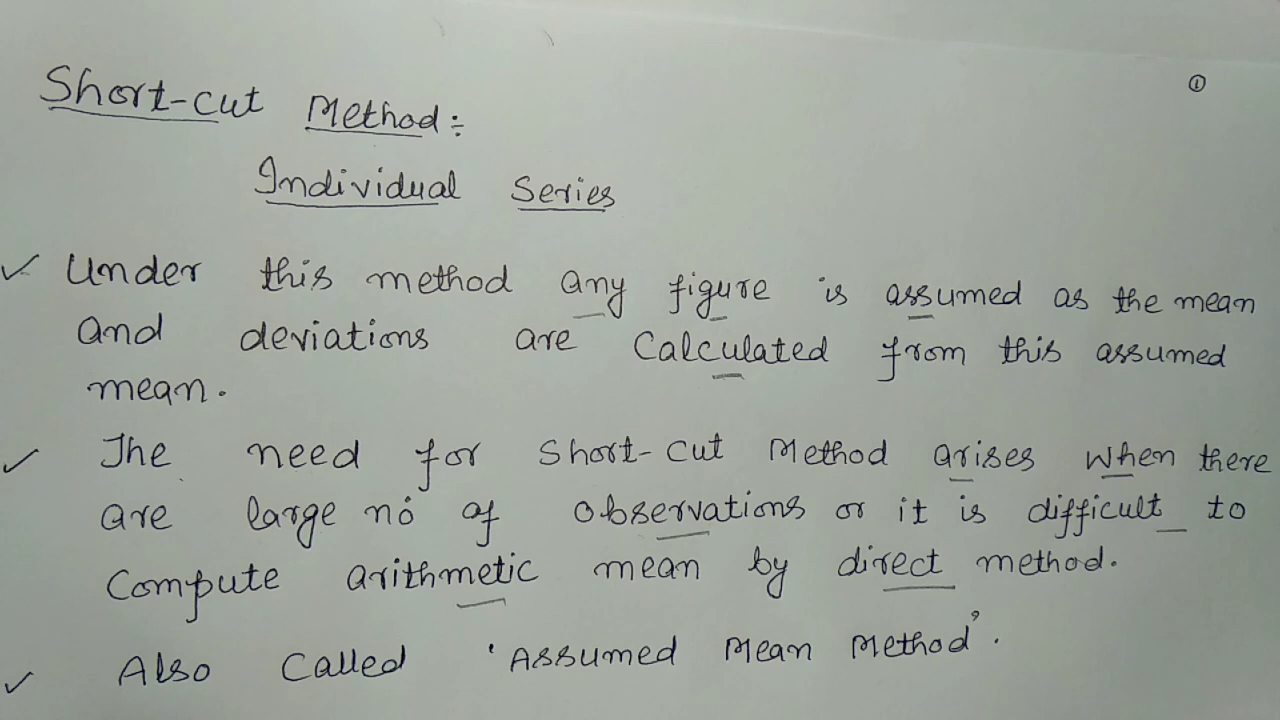 ①
Short-cut Method:
Individual Series
✓ Under this method any figure is assumed as the mean
and deviations are calculated from this assumed
mean.
✓ The need for short-cut Method arises when there
are large no of observations or it is difficult to
compute arithmetic mean by direct method.
✓ Also called 'Assumed Mean Method'.